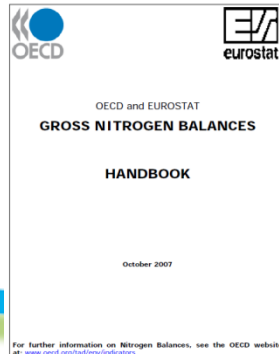 OECD
eurostat
OECD and EUROSTAT
GROSS NITROGEN BALANCES
HANDBOOK
October 2007
For further information on Nitrogen Balances, see the OECD website
at: www.oecd.org/tad/env/indicators